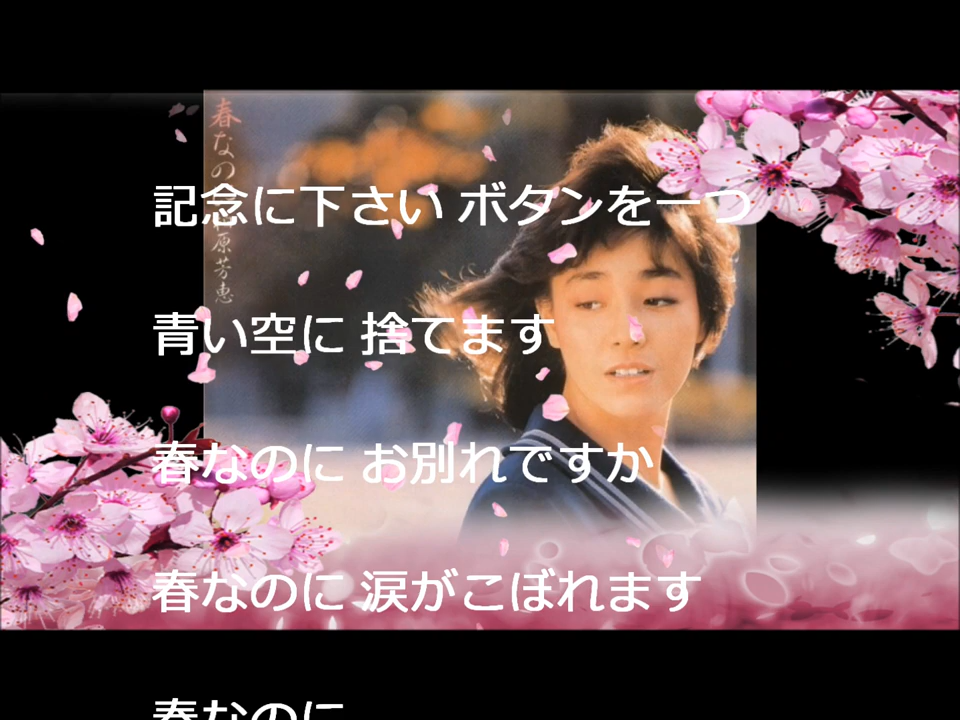 春なのに
原芳恵
記念に下さい ボタンを一つ
青い空に 捨てます
春なのに お別れですか
春なのに 涙がこぼれます
春なのに